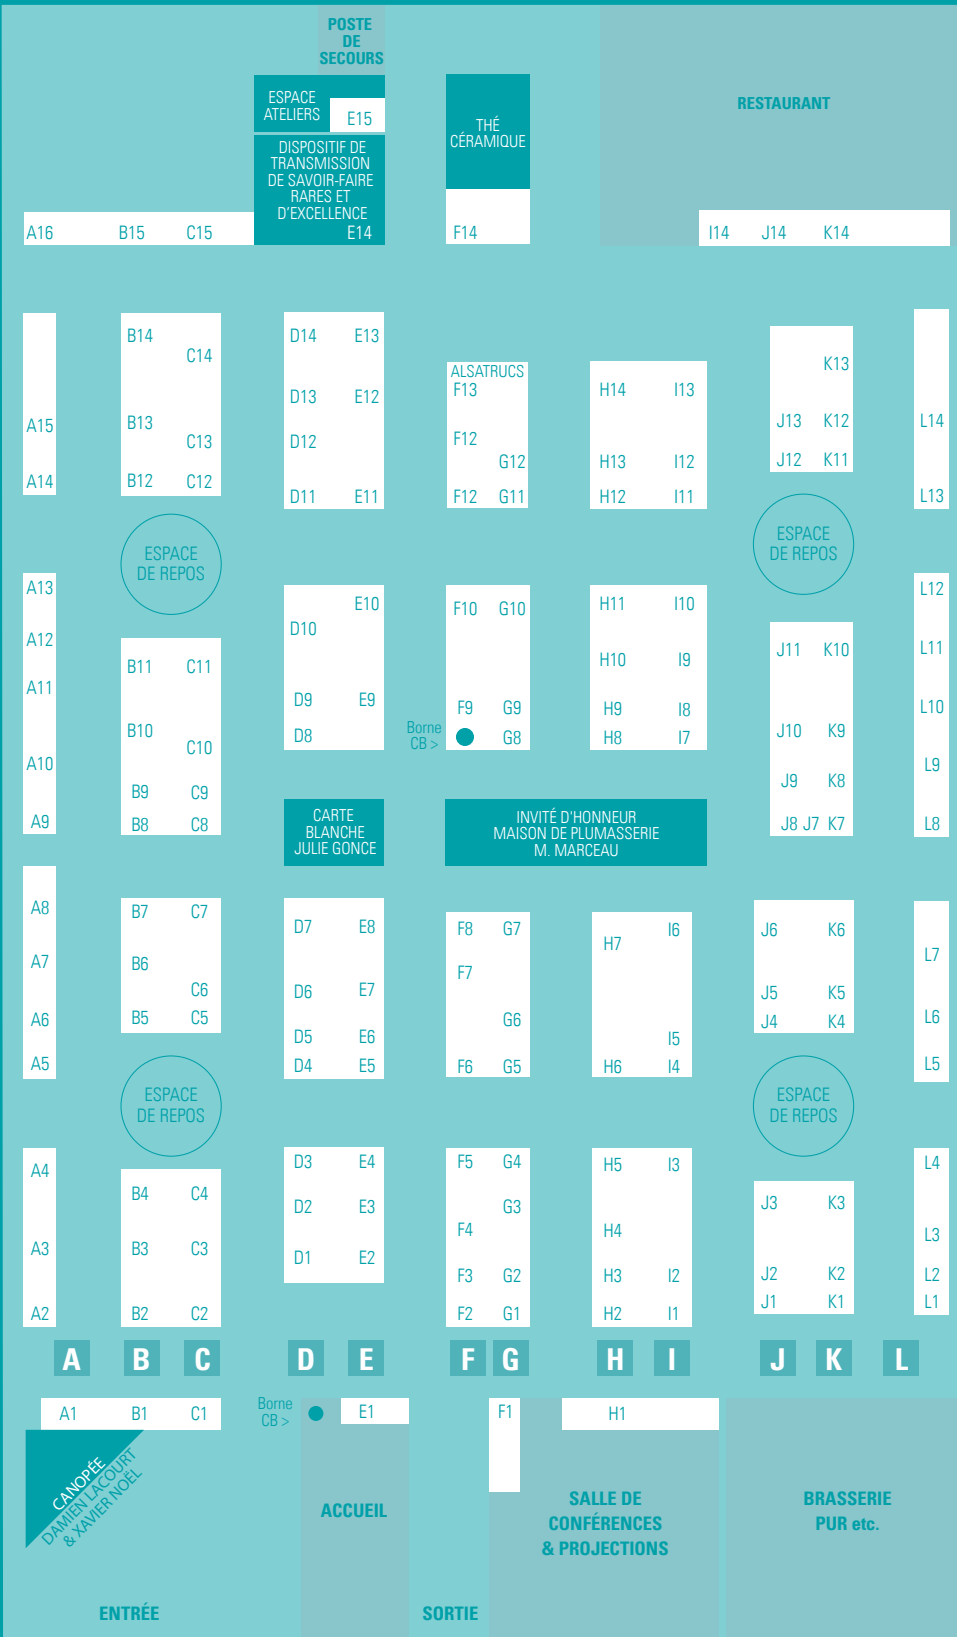 POSTE
DE
SECOURS
ESPACE
ATELIERS
E15
THÉ
CÉRAMIQUE
RESTAURANT
DISPOSITIF DE
TRANSMISSION
DE SAVOIR-FAIRE
RARES ET
D'EXCELLENCE
A16 B15 C15 E14 F14 I14 J14 K14
B14 D14 E13
C14
ALSATRUCS
K13
F13 H14 I13
D13 E12
A15 B13 J13 K12 L14
C13 D12 F12
G12 H13 I12 J12 K11
A14 B12 C12
D11 E11 F12 G11 H12 I11 L13
ESPACE
DE REPOS
ESPACE
DE REPOS
A13 L12
E10 F10 G10 H11 I10
D10
A12 J11 K10 L11
B11 C11 H10 I9
A11
D9 E9 F9 G9 H9 I8 L10
Borne
CB >
B10 D8 G8 H8 I7 J10 K9
C10
A10 L9
B9 C9 J9 K8
A9 B8 C8 J8 J7 K7 L8
CARTE
BLANCHE
JULIE GONCE
INVITÉ D'HONNEUR
MAISON DE PLUMASSERIE
M. MARCEAU
A8 B7 C7
D7 E8 F8 G7 I6 J6 K6
H7
A7 B6 F7 L7
C6 D6 E7 J5 K5
A6 B5 C5 G6 J4 K4 L6
D5 E6 I5
A5 D4 E5 F6 G5 H6 I4 L5
ESPACE
DE REPOS
ESPACE
DE REPOS
A4 D3 E4 F5 G4 H5 I3 L4
B4 C4 D2 E3 G3 J3 K3
F4 H4 L3
A3 B3 C3 D1 E2
F3 G2 H3 I2 J2 K2 L2
A2 B2 C2 F2 G1 H2 I1 J1 K1 L1
A B C D E F G H I J K L
A1 B1 C1
Borne
CB >
E1 F1 H1
CANOPÉE
DAMIEN LACOURT
& XAVIER NOËL
ACCUEIL
SALLE DE
CONFÉRENCES
& PROJECTIONS
BRASSERIE
PUR etc.
ENTRÉE
SORTIE